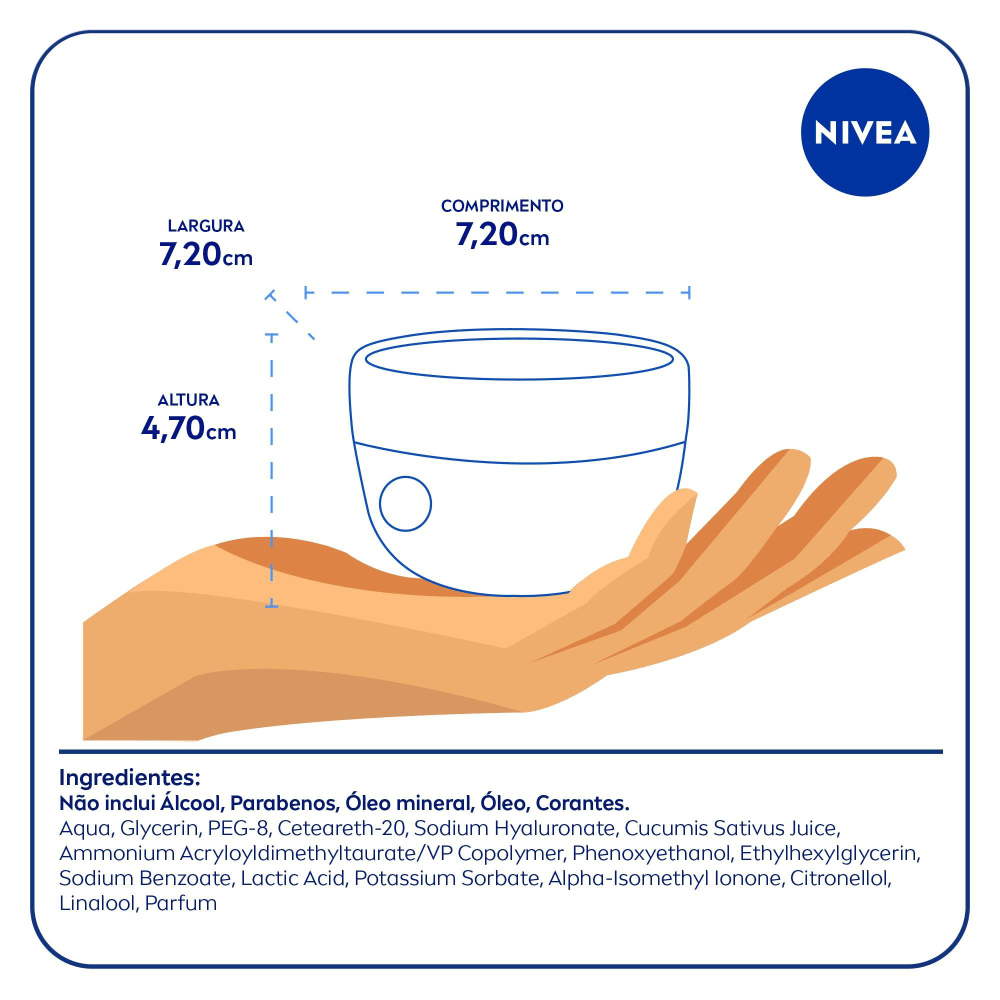 NIVEA
COMPRIMENTO
7,20cm
LARGURA
7,20cm
ALTURA
4,70cm
Ingredientes:
Não inclui Álcool, Parabenos, Óleo mineral, Óleo, Corantes.
Aqua, Glycerin, PEG-8, Ceteareth-20, Sodium Hyaluronate, Cucumis Sativus Juice,
Ammonium Acryloyldimethyltaurate/VP Copolymer, Phenoxyethanol, Ethylhexylglycerin,
Sodium Benzoate, Lactic Acid, Potassium Sorbate, Alpha-Isomethyl Ionone, Citronellol,
Linalool, Parfum